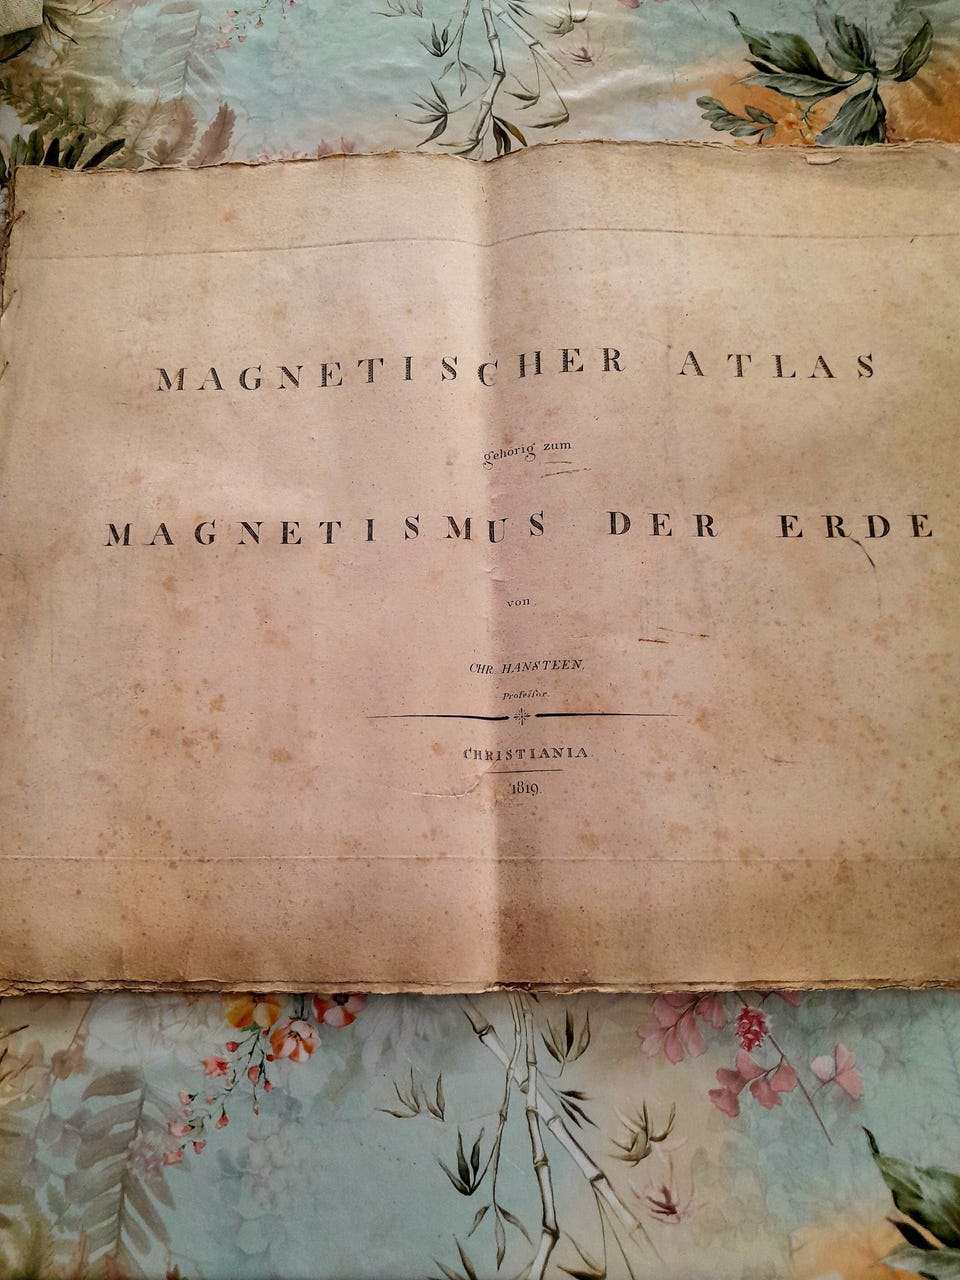 MAGNETISCHER ATLAS
gehörig zum
MAGNETISMUS DER ERDE
von
CHR. HANSTEEN,
Profeſſor.
CHRISTIANIA.
1819.